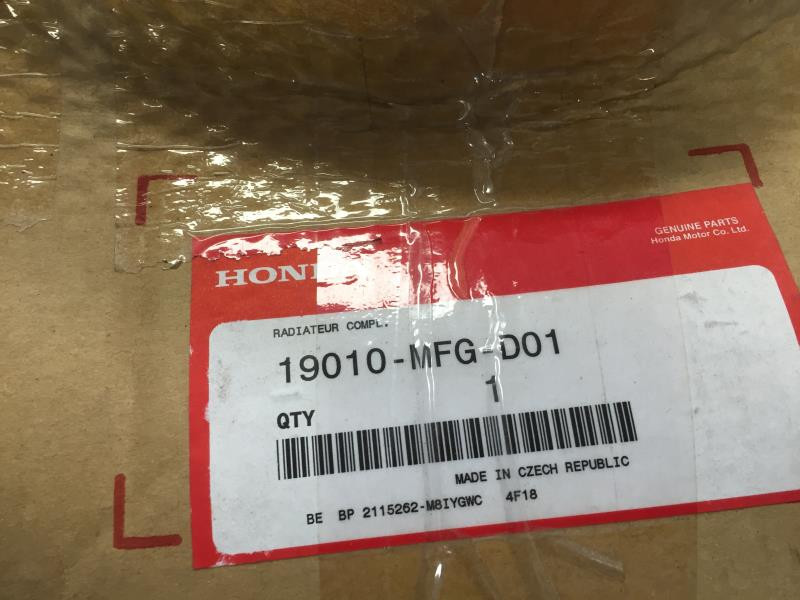 HONDA
GENUINE PARTS
Honda Motor Co. Ltd.
RADIATEUR COMPL.
19010-MFG-D01
QTY 1
MADE IN CZECH REPUBLIC
BE BP 2115262-M8IYGWC 4F18